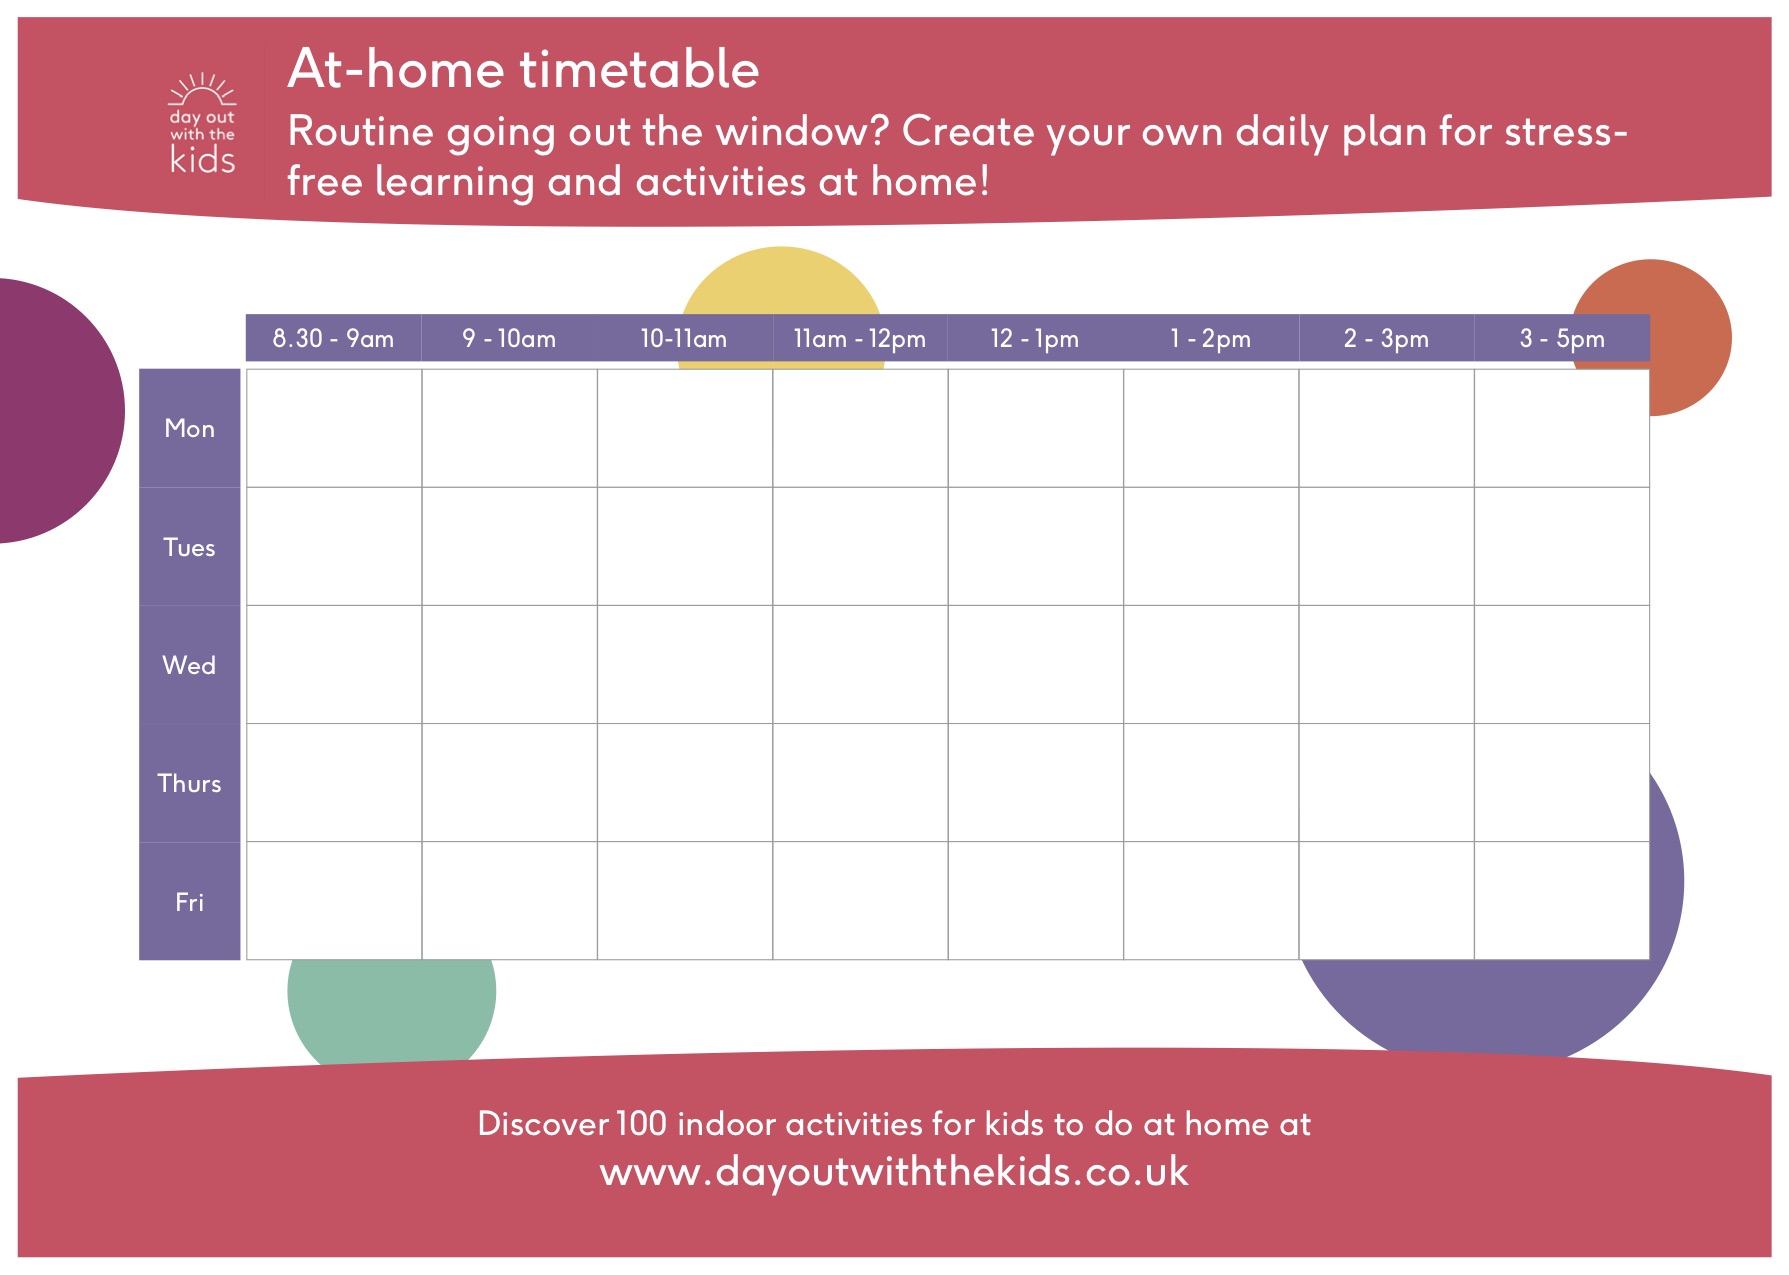 At-home timetable
Routine going out the window? Create your own daily plan for stress-
free learning and activities at home!
day out
with the
kids
8.30 - 9am 9 - 10am 10-11am 11am - 12pm 12 - 1pm 1 - 2pm 2 - 3pm 3 - 5pm
Mon
Tues
Wed
Thurs
Fri
Discover 100 indoor activities for kids to do at home at
www.dayoutwiththekids.co.uk